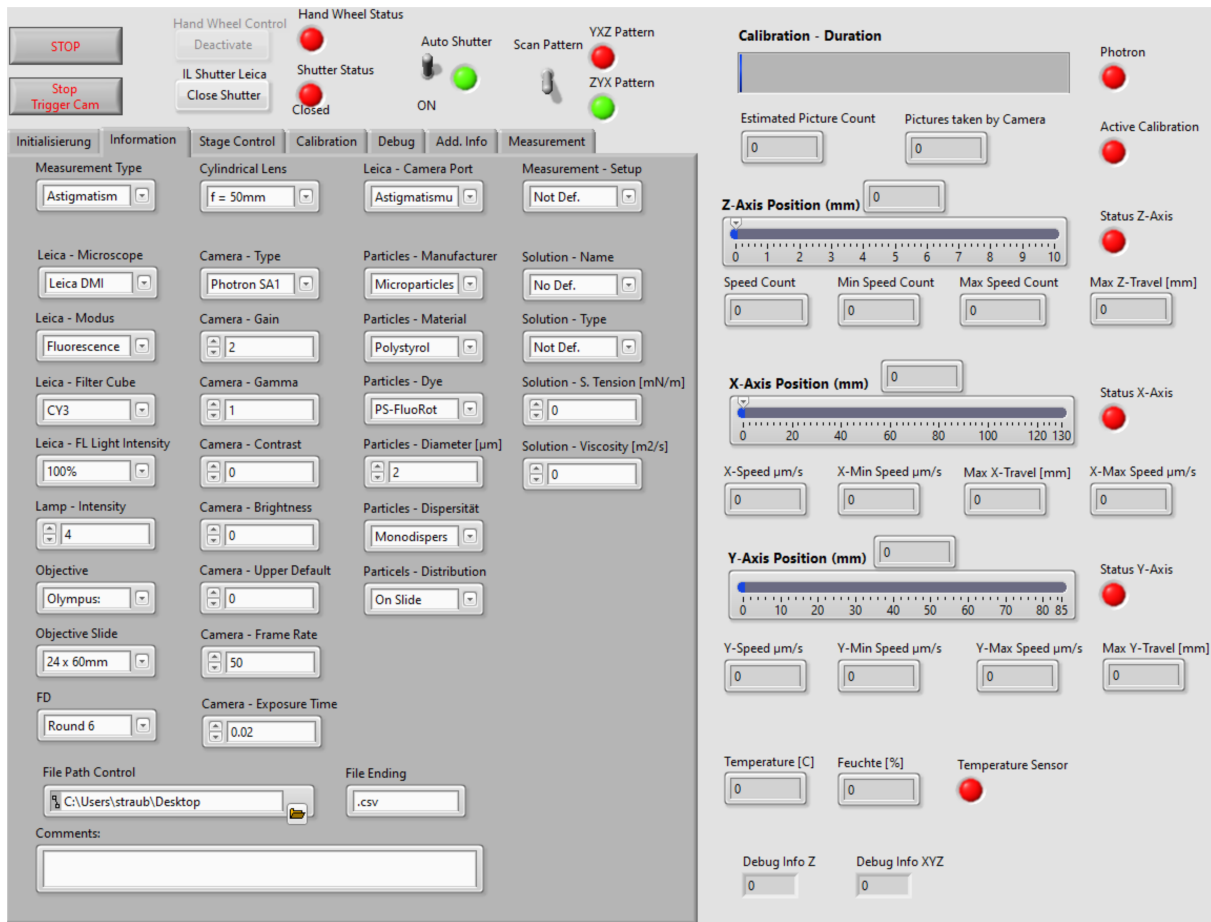 Hand Wheel Control
Hand Wheel Status
STOP
Deactivate
Auto Shutter
Scan Pattern
YXZ Pattern
IL Shutter Leica
Shutter Status
ZYX Pattern
Stop
Trigger Cam
Close Shutter
Closed
ON
Initialisierung
Information
Stage Control
Calibration
Debug
Add. Info
Measurement
Measurement Type
Cylindrical Lens
Leica - Camera Port
Measurement - Setup
Astigmatism
f = 50mm
Astigmatismu
Not Def.
Leica - Microscope
Camera - Type
Particles - Manufacturer
Solution - Name
Leica DMI
Photron SA1
Microparticles
No Def.
Leica - Modus
Camera - Gain
Particles - Material
Solution - Type
Fluorescence
2
Polystyrol
Not Def.
Leica - Filter Cube
Camera - Gamma
Particles - Dye
Solution - S. Tension [mN/m]
CY3
1
PS-FluoRot
0
Leica - FL Light Intensity
Camera - Contrast
Particles - Diameter [µm]
Solution - Viscosity [m2/s]
100%
0
2
0
Lamp - Intensity
Camera - Brightness
Particles - Dispersität
4
0
Monodispers
Objective
Camera - Upper Default
Particels - Distribution
Olympus:
0
On Slide
Objective Slide
Camera - Frame Rate
24 x 60mm
50
FD
Camera - Exposure Time
Round 6
0.02
File Path Control
File Ending
C:\Users\straub\Desktop
.csv
Comments:
Calibration - Duration
Photron
Estimated Picture Count
Pictures taken by Camera
Active Calibration
0
0
Z-Axis Position (mm)
0
Status Z-Axis
0 1 2 3 4 5 6 7 8 9 10
Speed Count
Min Speed Count
Max Speed Count
Max Z-Travel [mm]
0
0
0
0
X-Axis Position (mm)
0
Status X-Axis
0 20 40 60 80 100 120 130
X-Speed µm/s
X-Min Speed µm/s
Max X-Travel [mm]
X-Max Speed µm/s
0
0
0
0
Y-Axis Position (mm)
0
Status Y-Axis
0 10 20 30 40 50 60 70 80 85
Y-Speed µm/s
Y-Min Speed µm/s
Y-Max Speed µm/s
Max Y-Travel [mm]
0
0
0
0
Temperature [C]
Feuchte [%]
Temperature Sensor
0
0
Debug Info Z
Debug Info XYZ
0
0